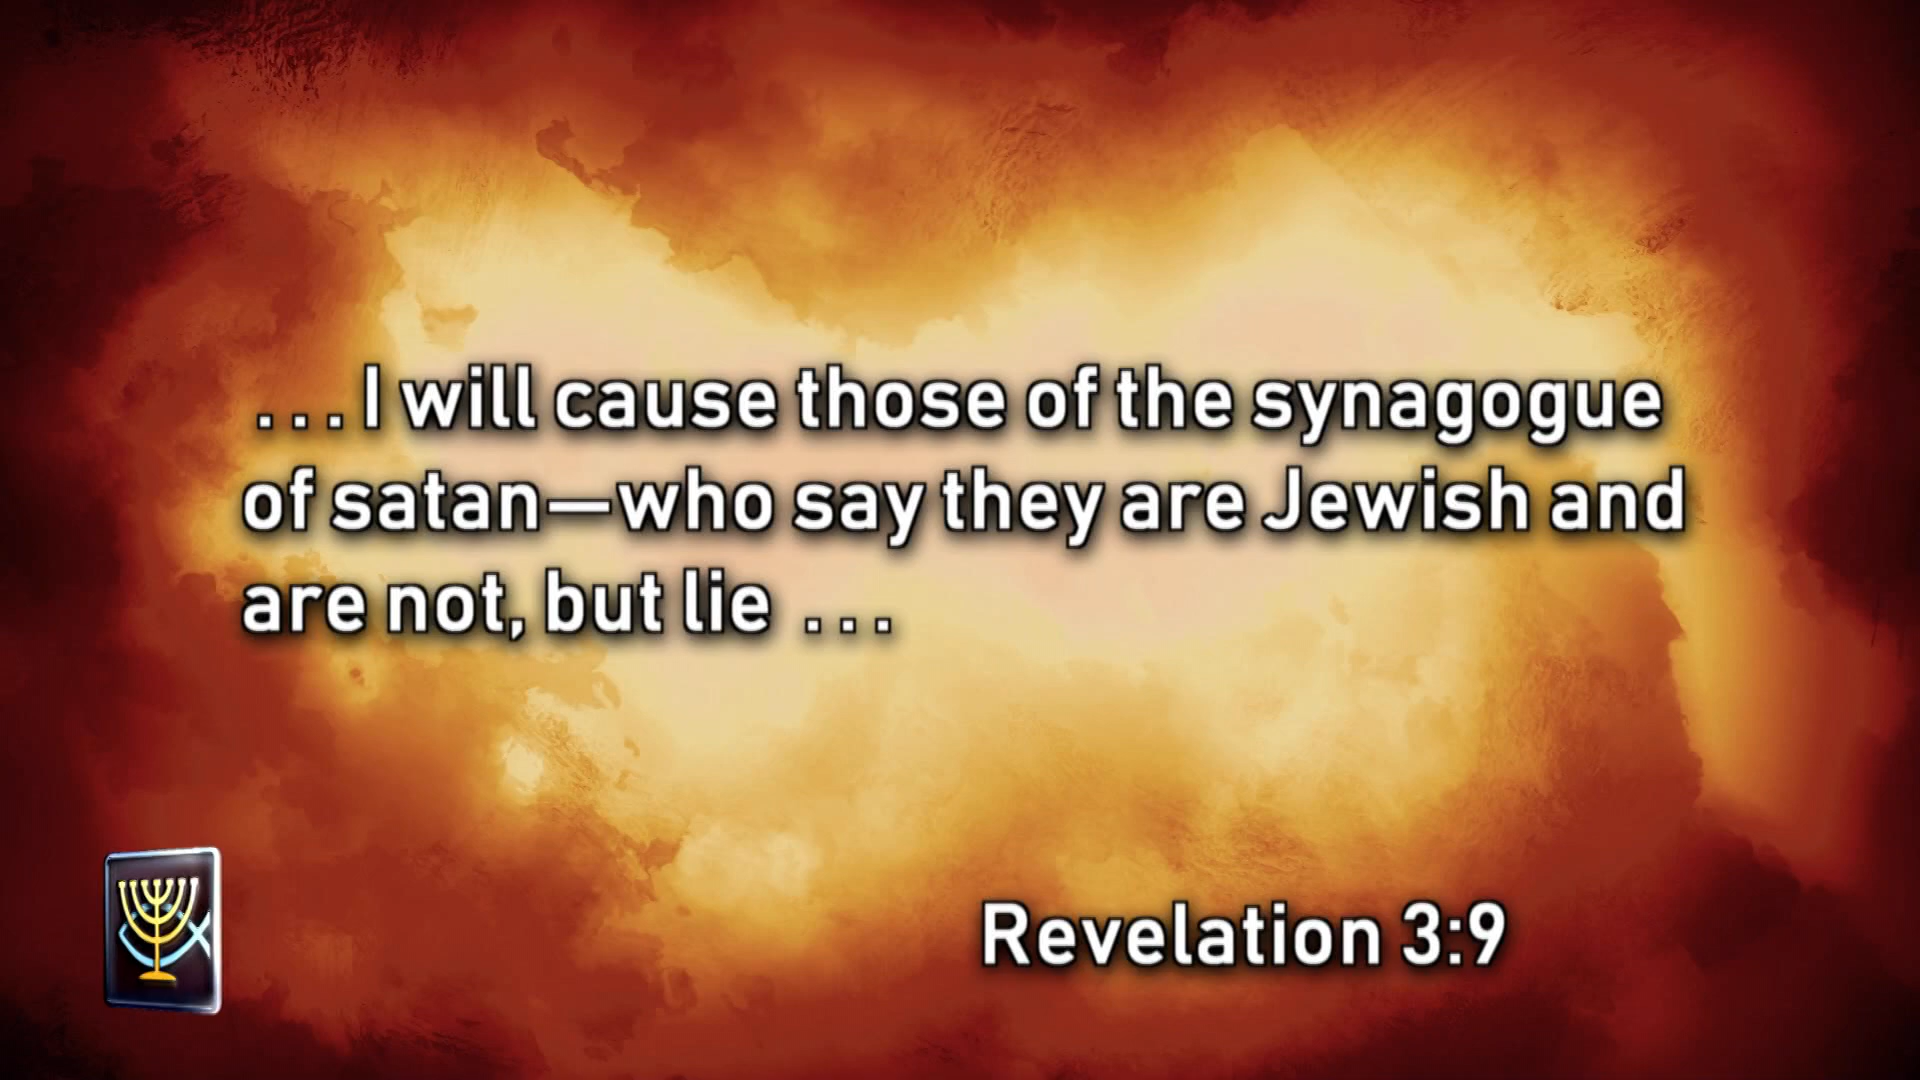 . . . I will cause those of the synagogue
of satan—who say they are Jewish and
are not, but lie . . .
Revelation 3:9